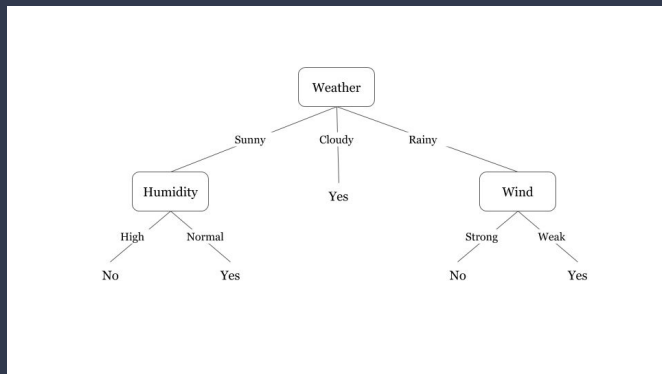 Weather
Sunny Cloudy Rainy
Humidity Yes Wind
High Normal Strong Weak
No Yes No Yes